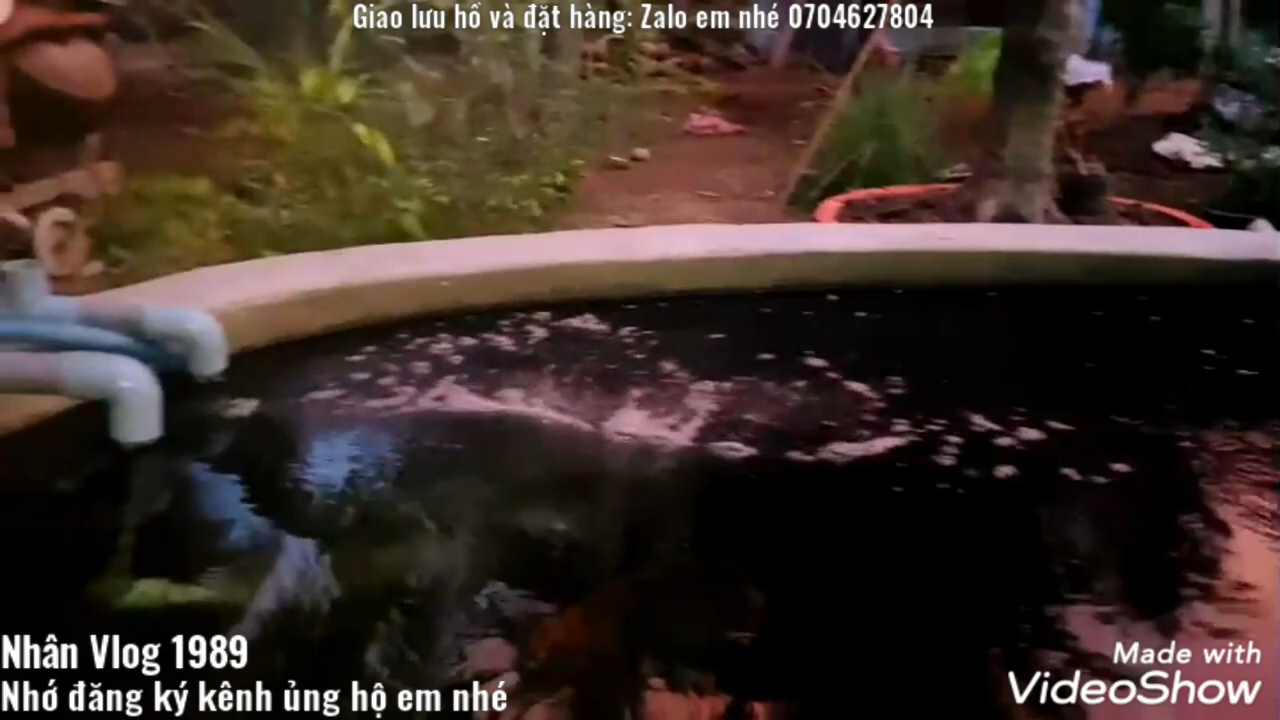 Giao lưu hồ và đặt hàng: Zalo em nhé 0704627804
Nhân Vlog 1989
Nhớ đăng ký kênh ủng hộ em nhé
Made with
VideoShow